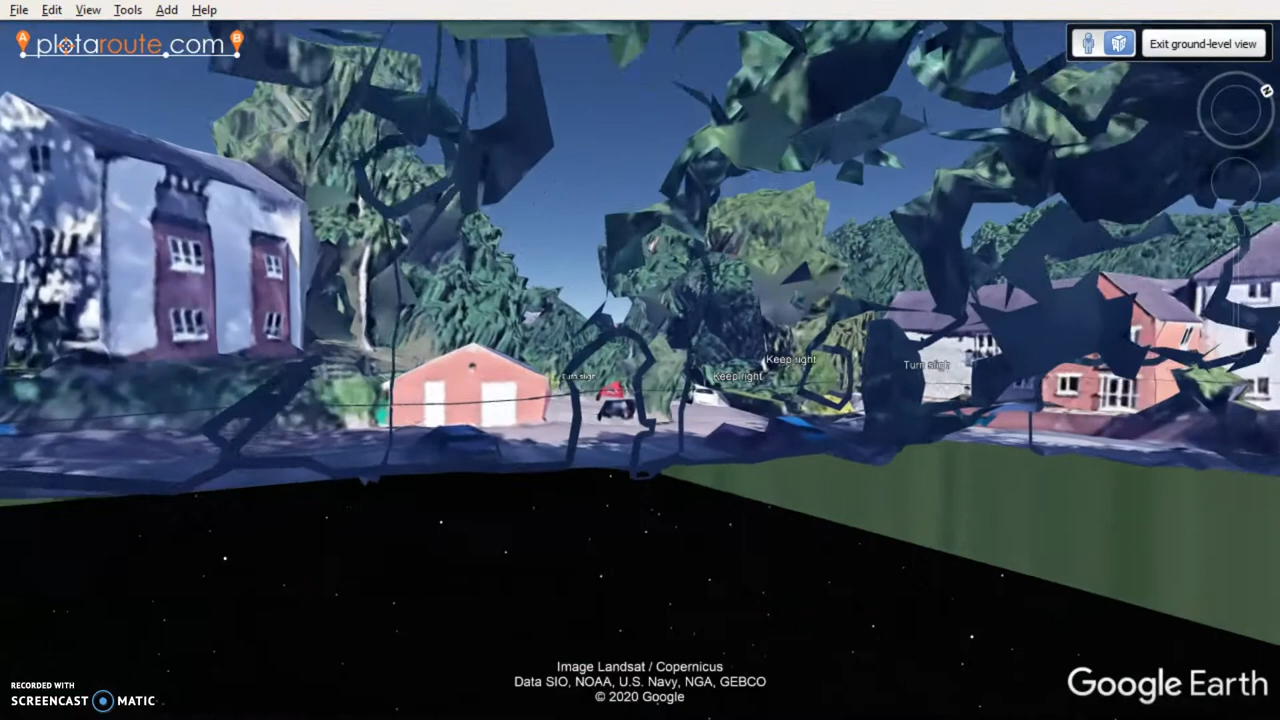 File Edit View Tools Add Help
A plotaroute.com B
Exit ground-level view
N
Keep right
Turn sligh
Keep right
Turn sligh
Image Landsat / Copernicus
Data SIO, NOAA, U.S. Navy, NGA, GEBCO
© 2020 Google
Google Earth
RECORDED WITH
SCREENCAST MATIC